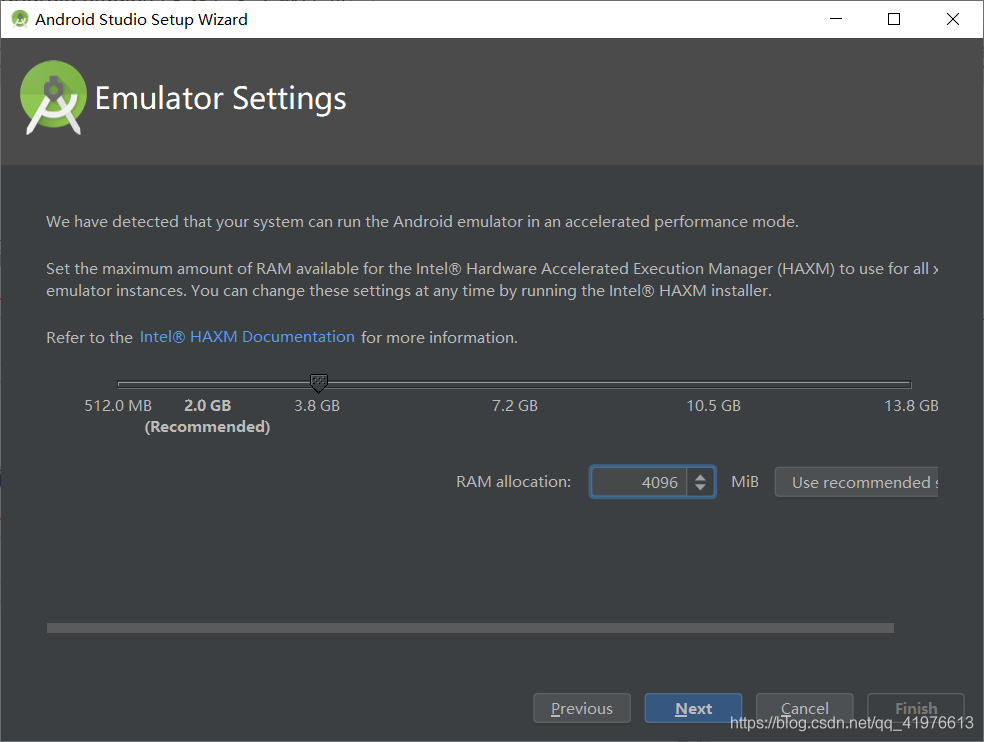 Android Studio Setup Wizard
Emulator Settings
We have detected that your system can run the Android emulator in an accelerated performance mode.
Set the maximum amount of RAM available for the Intel® Hardware Accelerated Execution Manager (HAXM) to use for all
emulator instances. You can change these settings at any time by running the Intel® HAXM installer.
Refer to the Intel® HAXM Documentation for more information.
512.0 MB 2.0 GB 3.8 GB 7.2 GB 10.5 GB 13.8 GB
(Recommended)
RAM allocation: 4096 MiB Use recommended
Previous Next Cancel Finish
https://blog.csdn.net/qq_41976613